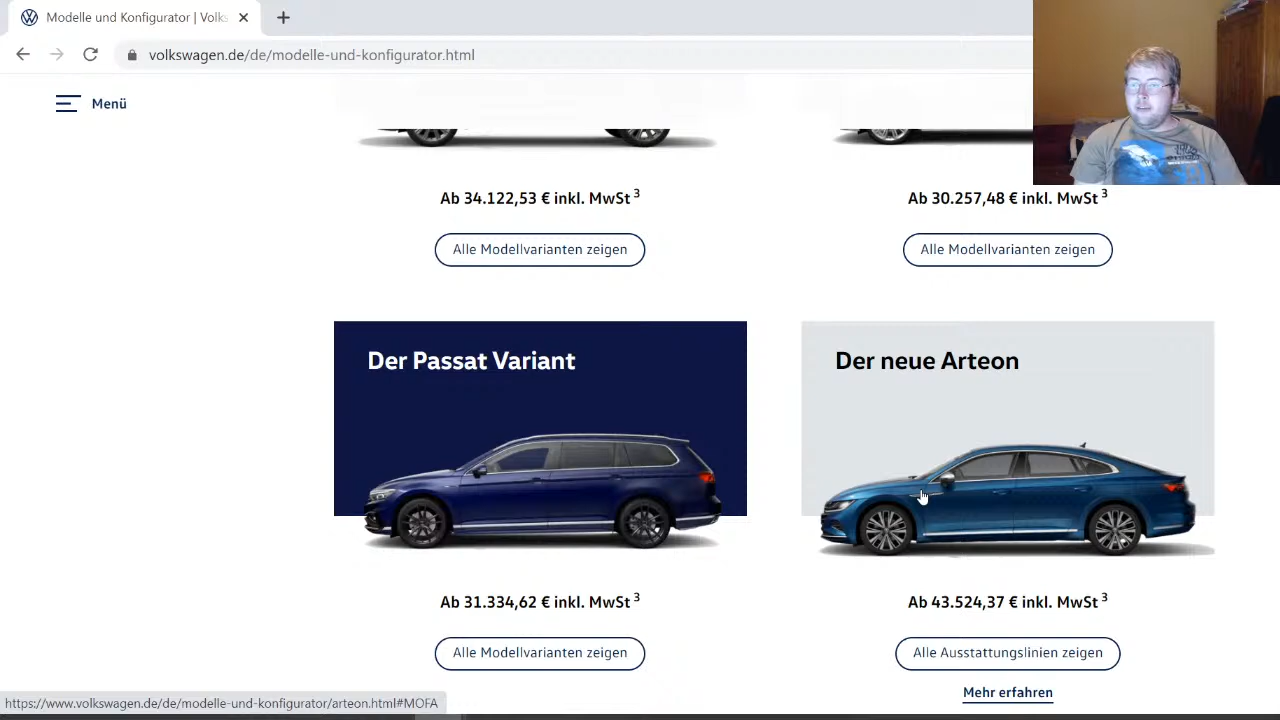 Modelle und Konfigurator | Volks
volkswagen.de/de/modelle-und-konfigurator.html
Menü
Ab 34.122,53 € inkl. MwSt 3
Ab 30.257,48 € inkl. MwSt 3
Alle Modellvarianten zeigen
Alle Modellvarianten zeigen
Der Passat Variant
Der neue Arteon
Ab 31.334,62 € inkl. MwSt 3
Ab 43.524,37 € inkl. MwSt 3
Alle Modellvarianten zeigen
Alle Ausstattungslinien zeigen
Mehr erfahren
https://www.volkswagen.de/de/modelle-und-konfigurator/arteon.html#MOFA